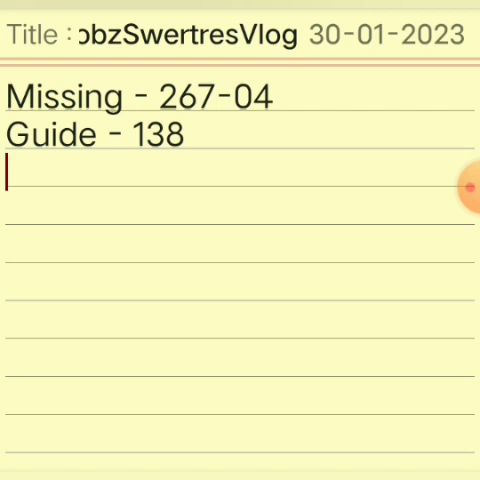 Title : obzSwertresVlog 30-01-2023
Missing - 267-04
Guide - 138